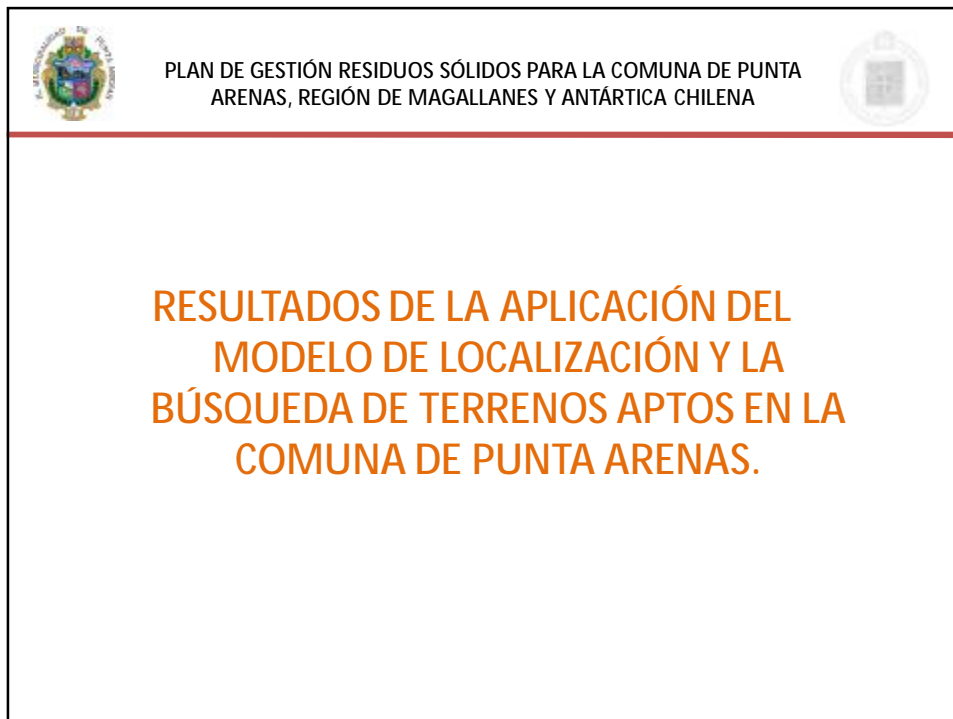 PLAN DE GESTIÓN RESIDUOS SÓLIDOS PARA LA COMUNA DE PUNTA
ARENAS, REGIÓN DE MAGALLANES Y ANTÁRTICA CHILENA
RESULTADOS DE LA APLICACIÓN DEL
MODELO DE LOCALIZACIÓN Y LA
BÚSQUEDA DE TERRENOS APTOS EN LA
COMUNA DE PUNTA ARENAS.